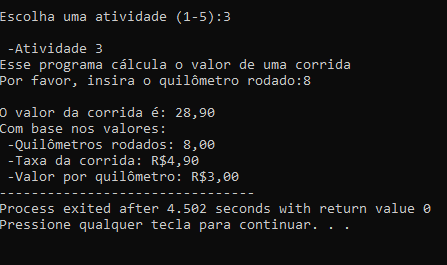 Escolha uma atividade (1-5):3
-Atividade 3
Esse programa cálcula o valor de uma corrida
Por favor, insira o quilômetro rodado:8
O valor da corrida é: 28,90
Com base nos valores:
-Quilômetros rodados: 8,00
-Taxa da corrida: R$4,90
-Valor por quilômetro: R$3,00
--------------------------------
Process exited after 4.502 seconds with return value 0
Pressione qualquer tecla para continuar. . .